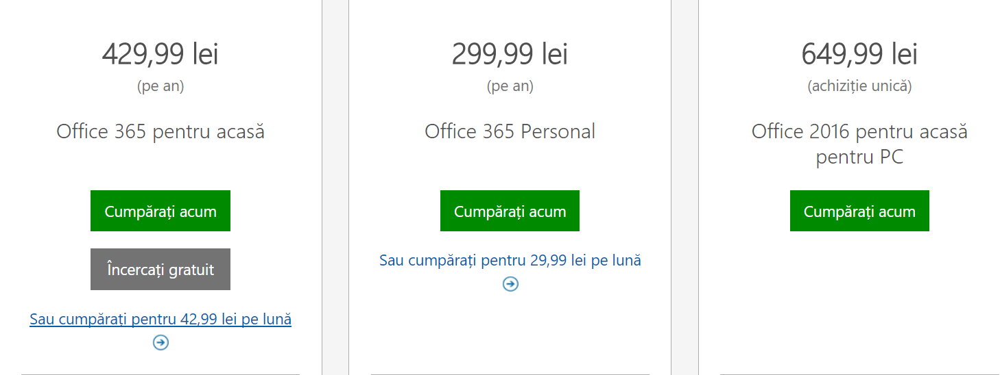 429,99 lei
(pe an)
Office 365 pentru acasă
Cumpărați acum
Încercați gratuit
Sau cumpărați pentru 42,99 lei pe lună
299,99 lei
(pe an)
Office 365 Personal
Cumpărați acum
Sau cumpărați pentru 29,99 lei pe lună
649,99 lei
(achiziție unică)
Office 2016 pentru acasă
pentru PC
Cumpărați acum